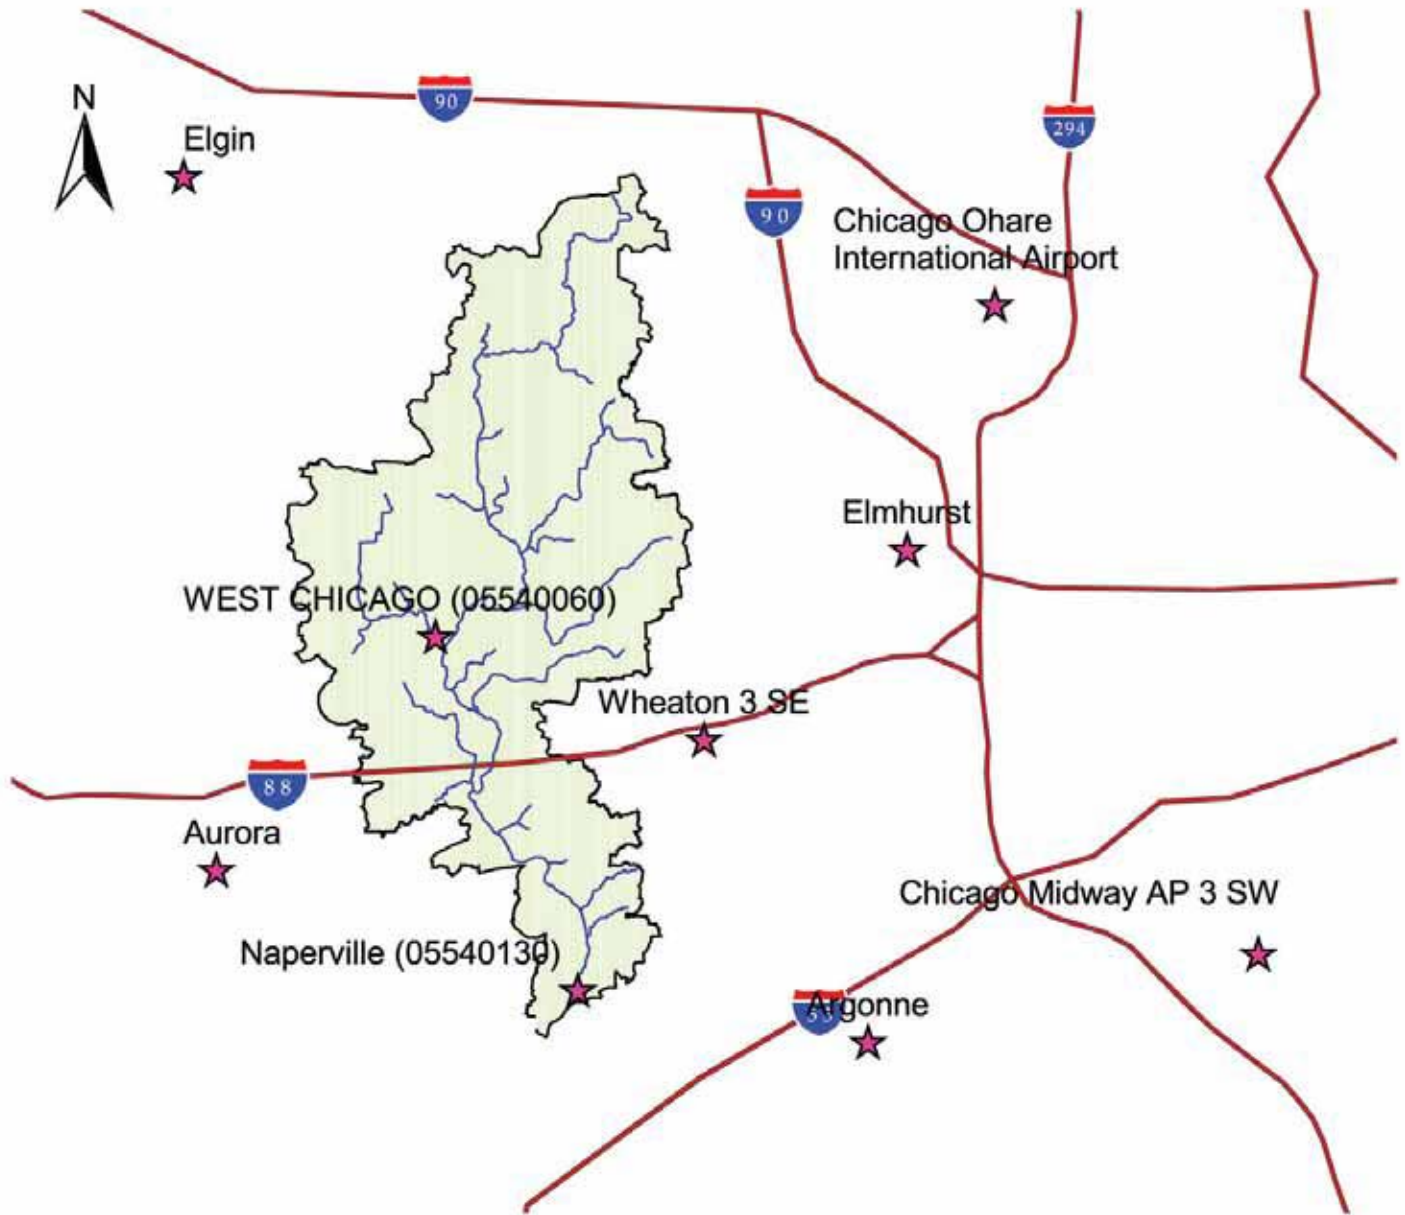 90
294
N
Elgin
90
Chicago Ohare
International Airport
Elmhurst
WEST CHICAGO (05540060)
Wheaton 3 SE
88
Aurora
Chicago Midway AP 3 SW
Naperville (05540130)
Argonne